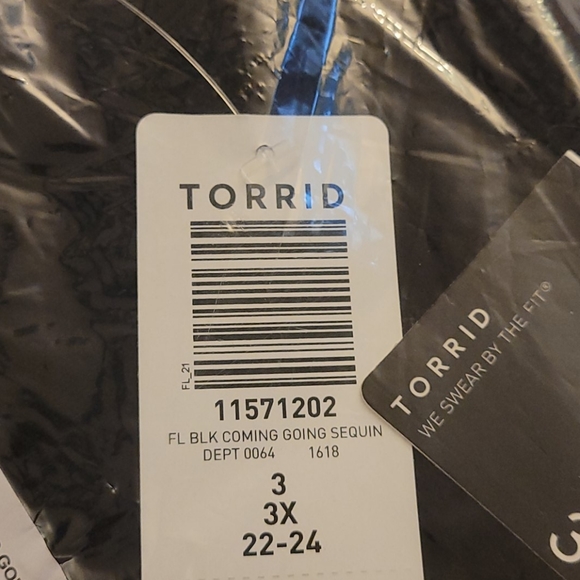 TORRID
FL_21
11571202
FL BLK COMING GOING SEQUIN
DEPT 0064 1618
3
3X
22-24
TORRID
WE SWEAR BY THE FIT®